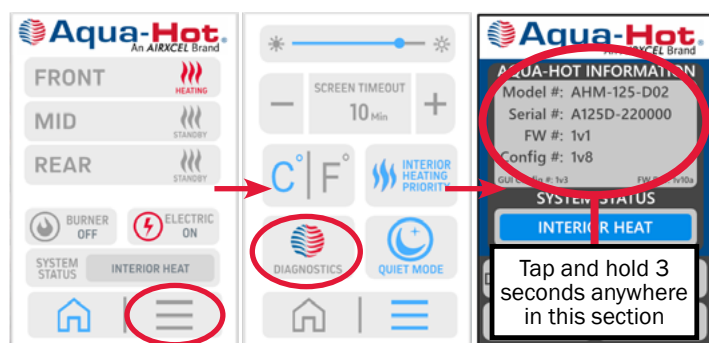 Aqua-Hot.
An AIRXCEL Brand
FRONT
HEATING
MID
STANDBY
REAR
STANDBY
BURNER
OFF
ELECTRIC
ON
SYSTEM
STATUS
INTERIOR HEAT
SCREEN TIMEOUT
10 Min
C° F°
INTERIOR
HEATING
PRIORITY
DIAGNOSTICS
QUIET MODE
Aqua-Hot.
An AIRXCEL Brand
AQUA-HOT INFORMATION
Model #: AHM-125-D02
Serial #: A125D-220000
FW #: 1v1
Config #: 1v8
GUI Config #: 1v3
FW 1v10a
SYSTEM STATUS
INTERIOR HEAT
Tap and hold 3
seconds anywhere
in this section